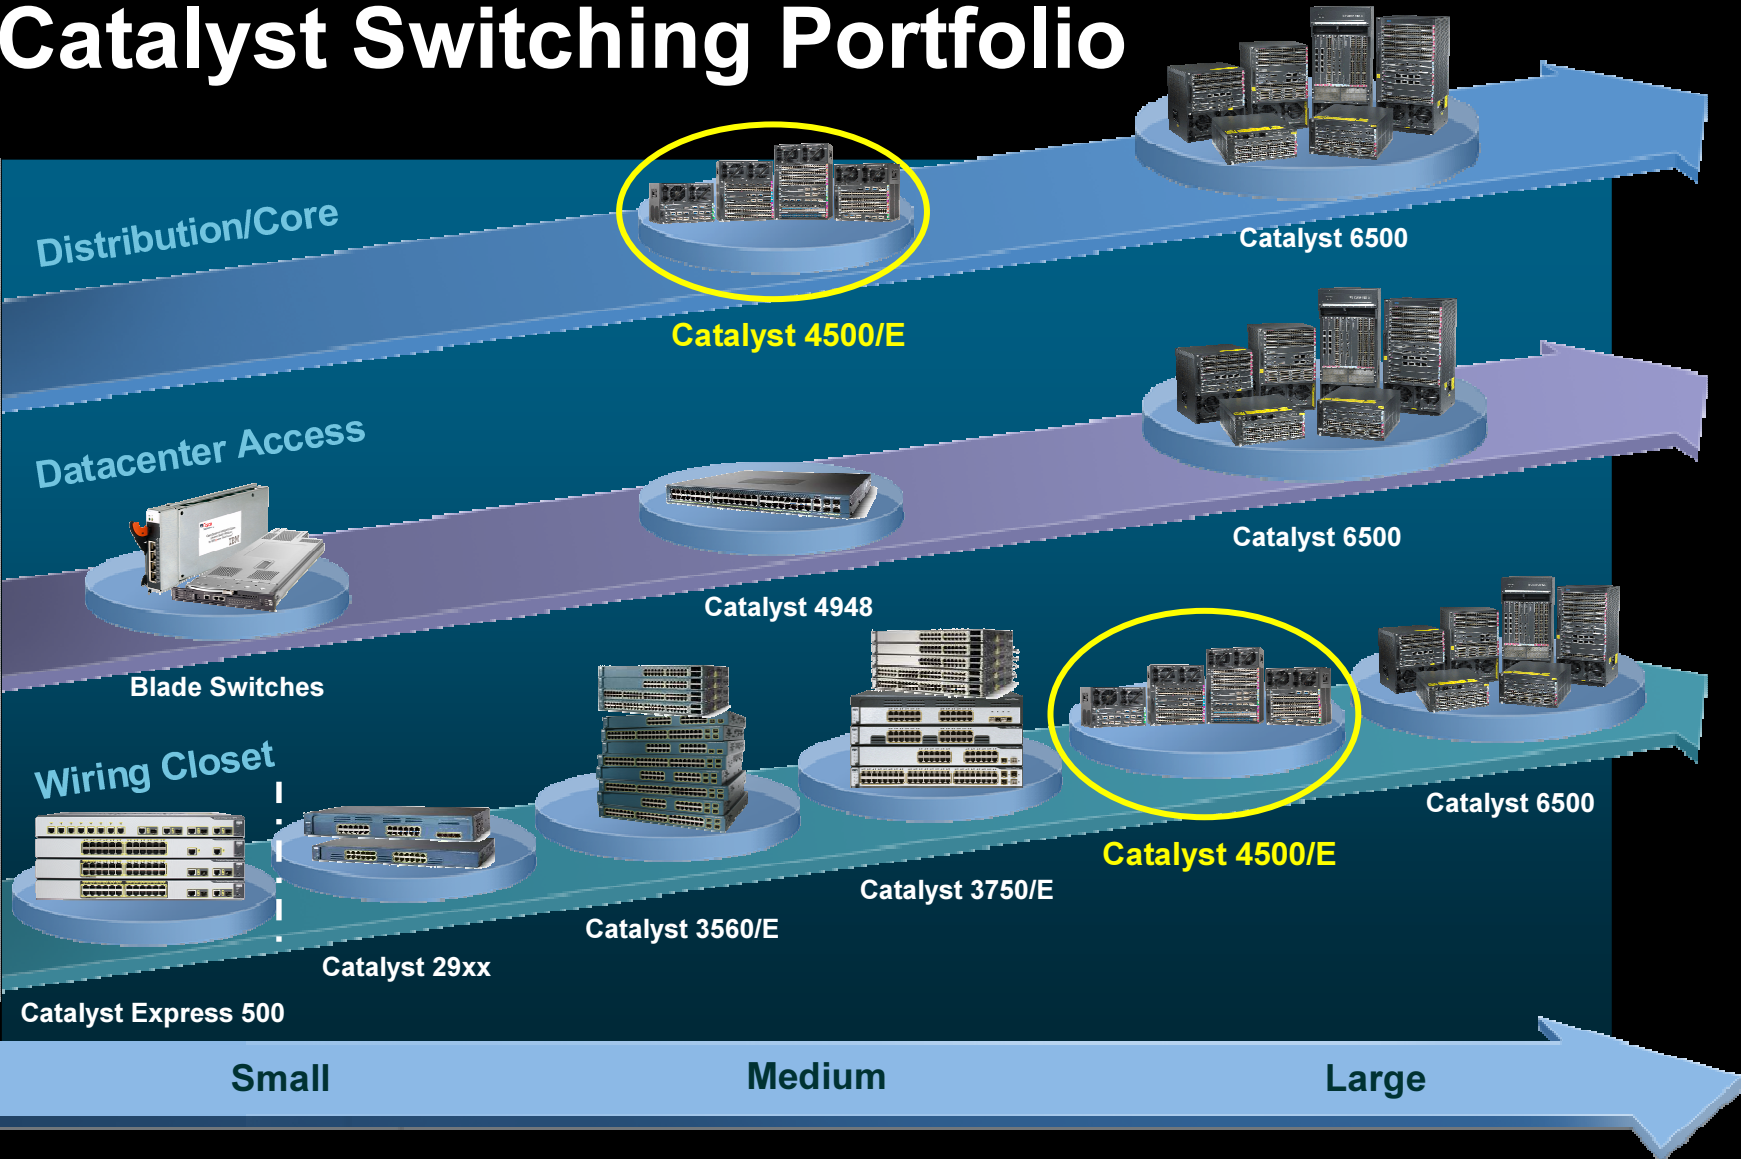 Catalyst Switching Portfolio
Distribution/Core
Catalyst 6500
Catalyst 4500/E
Datacenter Access
Catalyst 6500
Catalyst 4948
Blade Switches
Wiring Closet
Catalyst 6500
Catalyst 4500/E
Catalyst 3750/E
Catalyst 3560/E
Catalyst 29xx
Catalyst Express 500
Small
Medium
Large